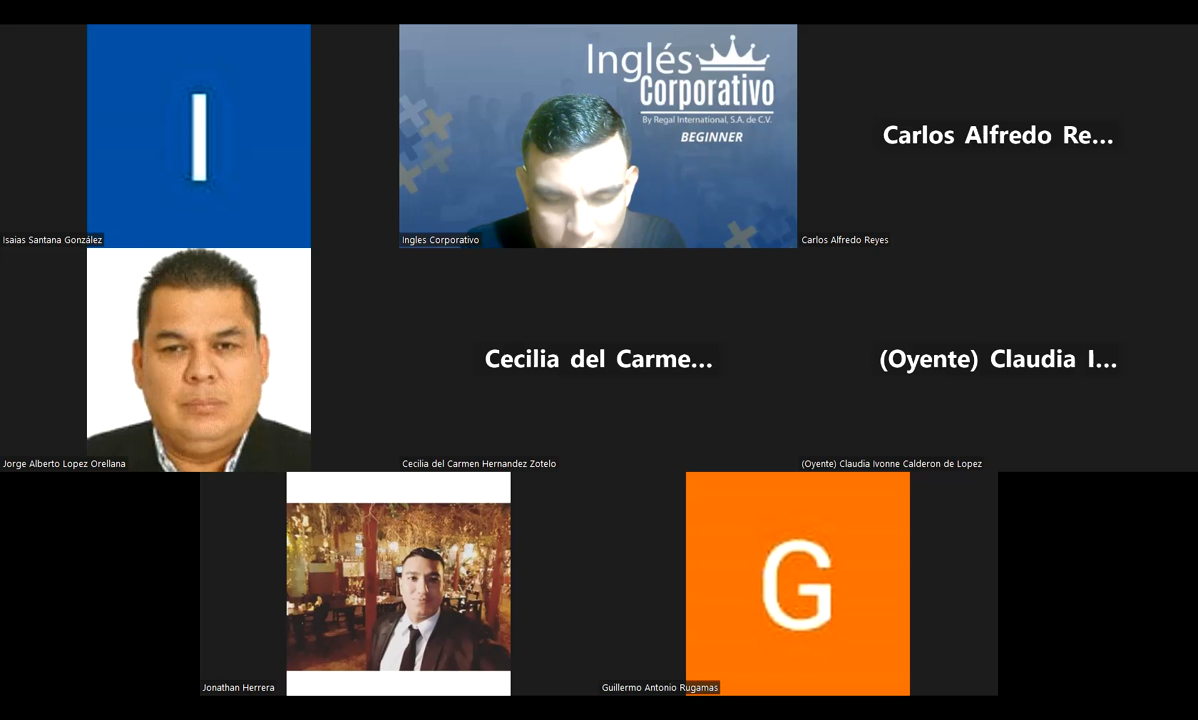 I
Isaias Santana González
Inglés
Corporativo
By Regal International, S.A. de C.V.
BEGINNER
Ingles Corporativo
Carlos Alfredo Re...
Carlos Alfredo Reyes
Jorge Alberto Lopez Orellana
Cecilia del Carme...
Cecilia del Carmen Hernandez Zotelo
(Oyente) Claudia I...
(Oyente) Claudia Ivonne Calderon de Lopez
Jonathan Herrera
G
Guillermo Antonio Rugamas